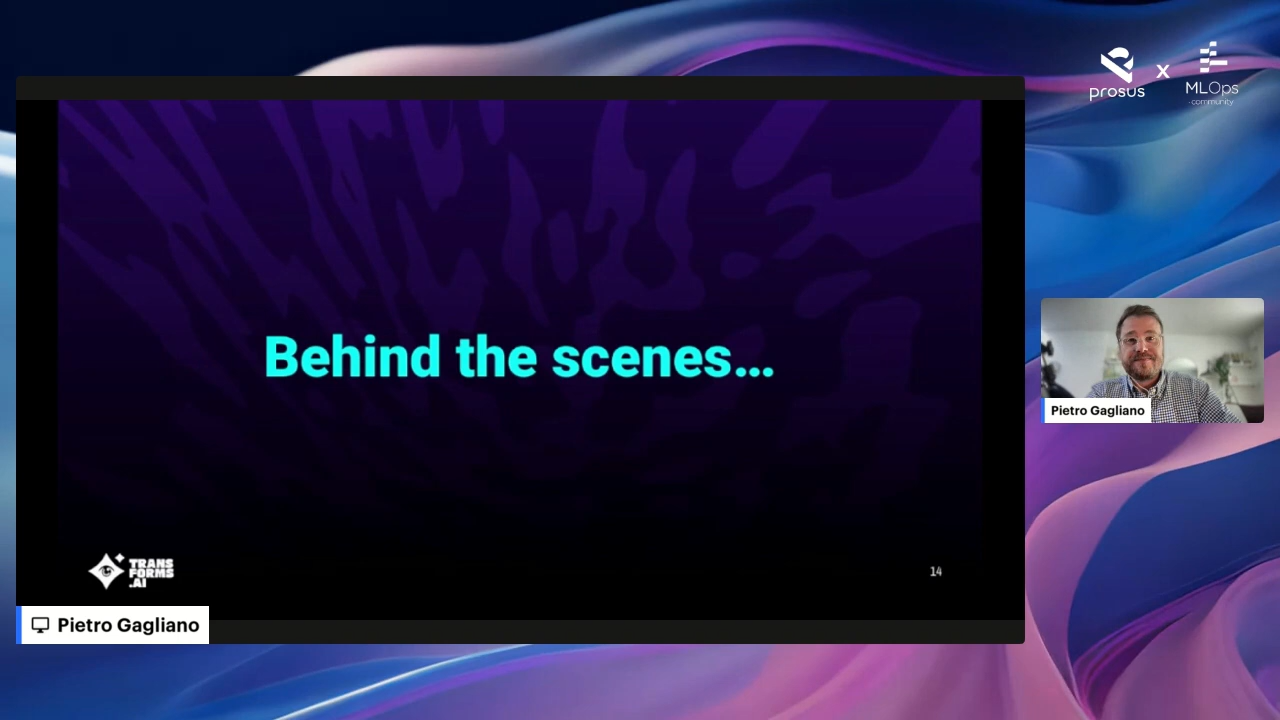 prosus
x
MLOps
community
Behind the scenes...
TRANS
FORMS
.AI
14
Pietro Gagliano
Pietro Gagliano